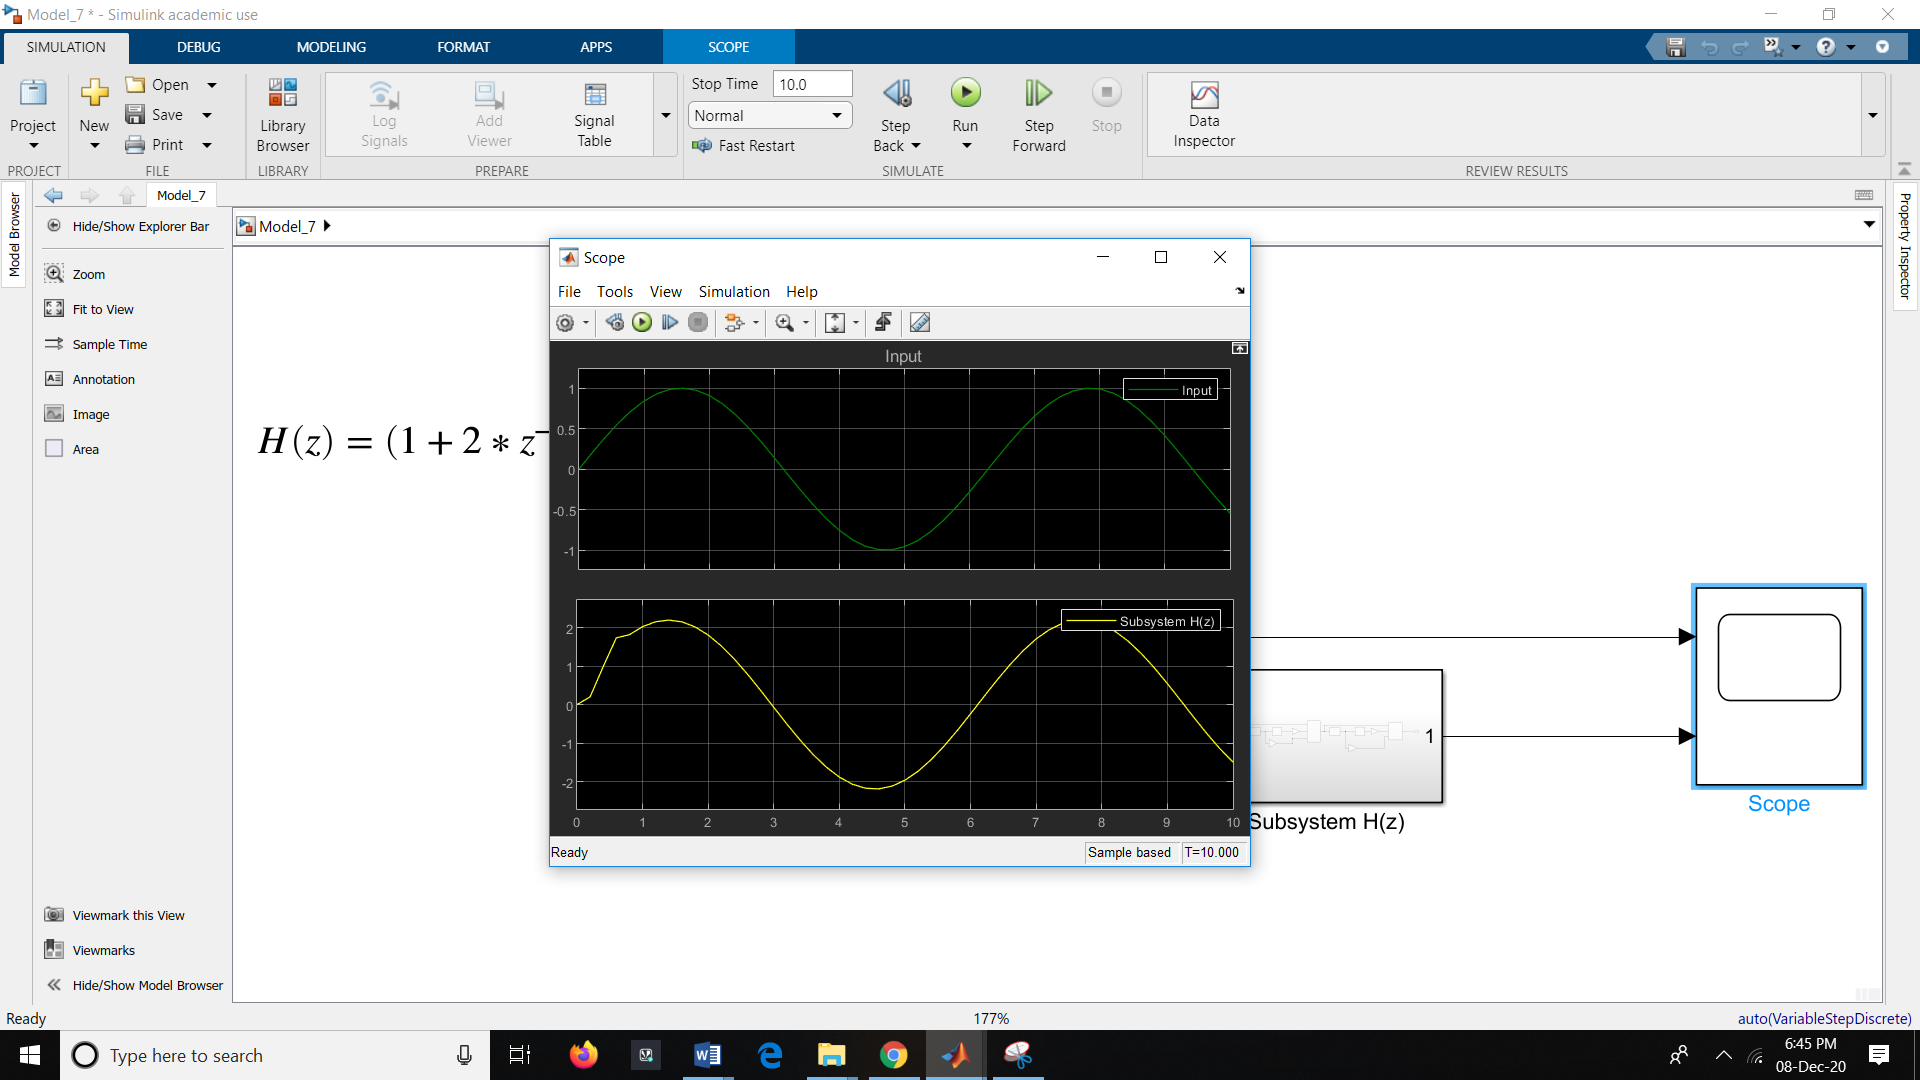 Model_7 * - Simulink academic use
SIMULATION DEBUG MODELING FORMAT APPS SCOPE
Project
PROJECT
New
Open
Save
Print
FILE
Library Browser
LIBRARY
Log Signals
Add Viewer
Signal Table
PREPARE
Stop Time 10.0
Normal
Fast Restart
Step Back
Run
Step Forward
Stop
SIMULATE
Data Inspector
REVIEW RESULTS
Model Browser
Model_7
Hide/Show Explorer Bar
Model_7
Property Inspector
Zoom
Fit to View
Sample Time
Annotation
Image
Area
H(z) = (1 + 2 * z⁻
Scope
File Tools View Simulation Help
Input
Input
1
0.5
0
-0.5
-1
Subsystem H(z)
2
1
0
-1
-2
0 1 2 3 4 5 6 7 8 9 10
Ready Sample based T=10.000
1
Subsystem H(z)
Scope
Viewmark this View
Viewmarks
Hide/Show Model Browser
Ready 177% auto(VariableStepDiscrete)
Type here to search
6:45 PM
08-Dec-20